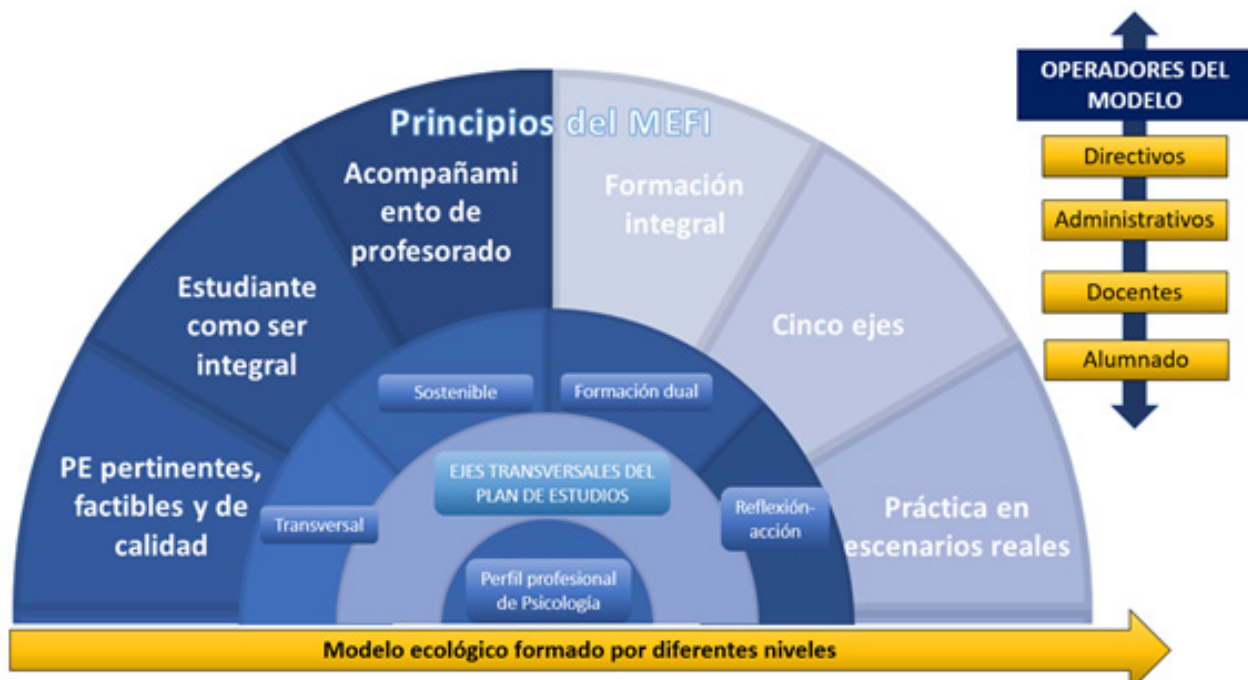 Principios del MEFI
Acompañami
ento de
profesorado
Formación
integral
Estudiante
como ser
integral
Cinco ejes
PE pertinentes,
factibles y de
calidad
Práctica en
escenarios reales
Sostenible
Formación dual
Transversal
Reflexión-
acción
EJES TRANSVERSALES DEL
PLAN DE ESTUDIOS
Perfil profesional
de Psicología
Modelo ecológico formado por diferentes niveles
OPERADORES DEL
MODELO
Directivos
Administrativos
Docentes
Alumnado